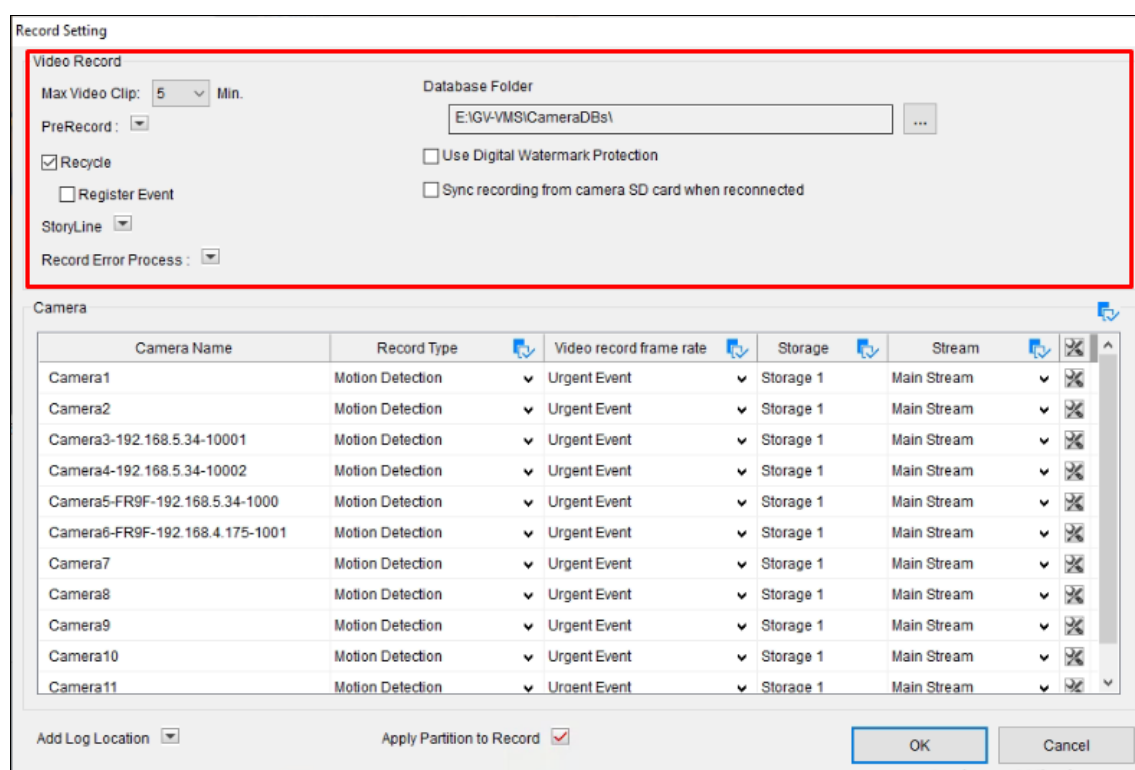 Record Setting
Video Record
Max Video Clip: 5 Min.
PreRecord :
Recycle
Register Event
StoryLine
Record Error Process :
Database Folder
E:\GV-VMS\CameraDBs\
...
Use Digital Watermark Protection
Sync recording from camera SD card when reconnected
Camera
Camera Name Record Type Video record frame rate Storage Stream
Camera1 Motion Detection Urgent Event Storage 1 Main Stream
Camera2 Motion Detection Urgent Event Storage 1 Main Stream
Camera3-192.168.5.34-10001 Motion Detection Urgent Event Storage 1 Main Stream
Camera4-192.168.5.34-10002 Motion Detection Urgent Event Storage 1 Main Stream
Camera5-FR9F-192.168.5.34-1000 Motion Detection Urgent Event Storage 1 Main Stream
Camera6-FR9F-192.168.4.175-1001 Motion Detection Urgent Event Storage 1 Main Stream
Camera7 Motion Detection Urgent Event Storage 1 Main Stream
Camera8 Motion Detection Urgent Event Storage 1 Main Stream
Camera9 Motion Detection Urgent Event Storage 1 Main Stream
Camera10 Motion Detection Urgent Event Storage 1 Main Stream
Camera11 Motion Detection Urgent Event Storage 1 Main Stream
Add Log Location Apply Partition to Record OK Cancel